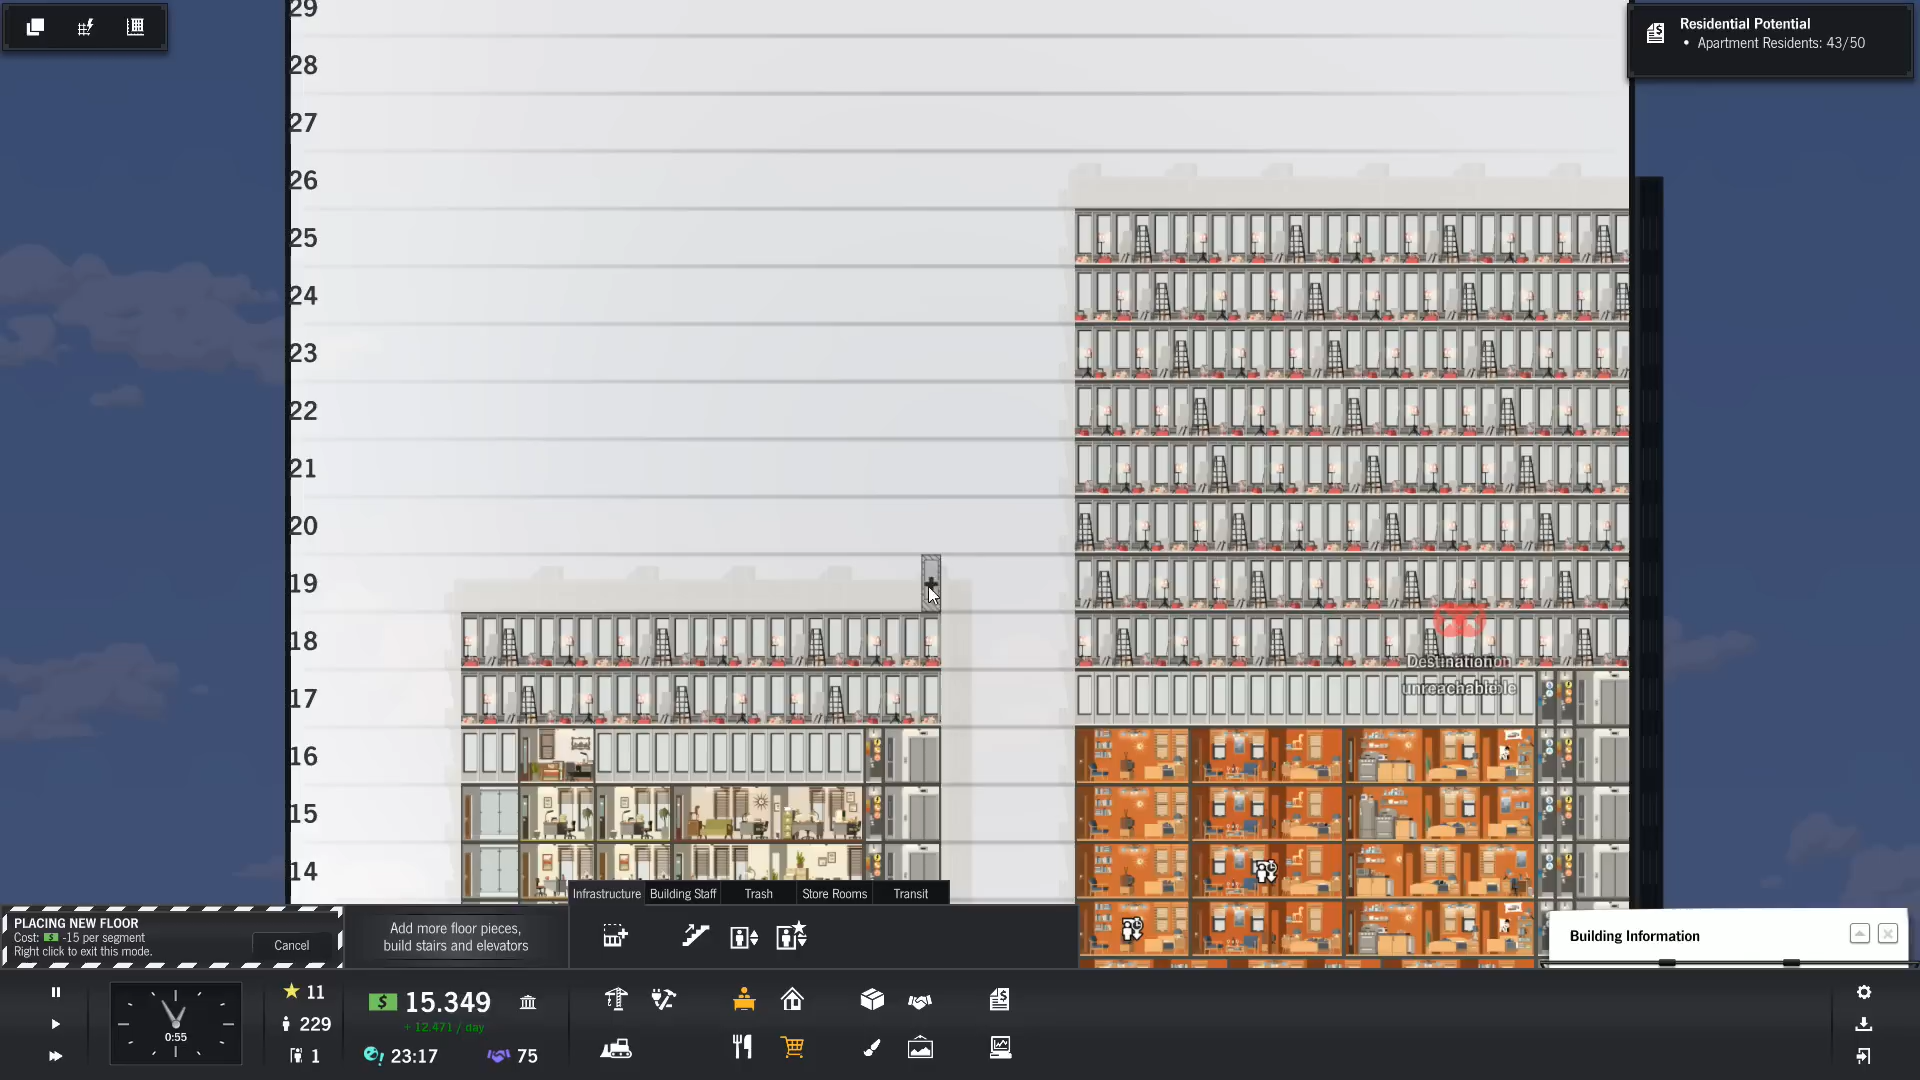 29
28
27
26
25
24
23
22
21
20
19
18
17
16
15
14
Residential Potential
• Apartment Residents: 43/50
Destination
unreachable
Infrastructure
Building Staff
Trash
Store Rooms
Transit
PLACING NEW FLOOR
Cost: $ -15 per segment
Right click to exit this mode.
Cancel
Add more floor pieces,
build stairs and elevators
Building Information
0:55
11
229
1
$ 15.349
+ 12.471 / day
23:17
75